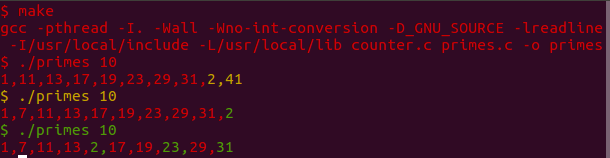 $ make
gcc -pthread -I. -Wall -Wno-int-conversion -D_GNU_SOURCE -lreadline
-I/usr/local/include -L/usr/local/lib counter.c primes.c -o primes
$ ./primes 10
1,11,13,17,19,23,29,31,2,41
$ ./primes 10
1,7,11,13,17,19,23,29,31,2
$ ./primes 10
1,7,11,13,2,17,19,23,29,31